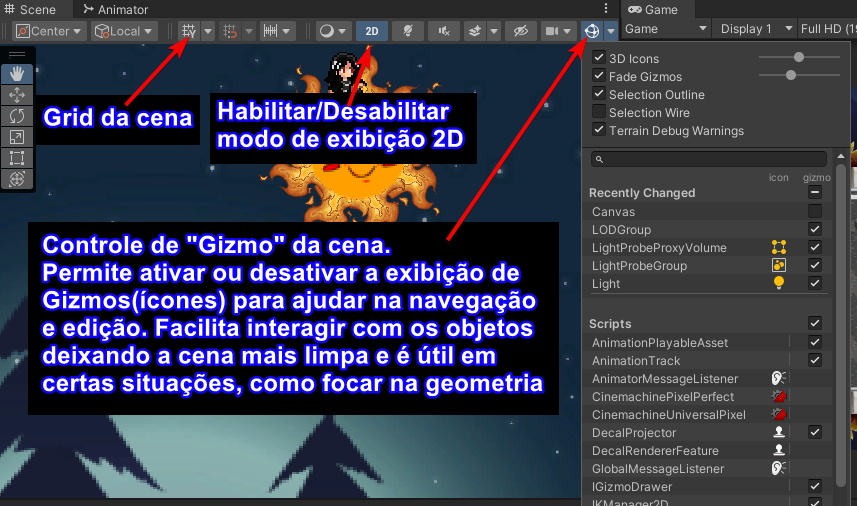 Scene
Animator
Game
Center
Local
2D
Game
Display 1
Full HD (19
3D Icons
Fade Gizmos
Selection Outline
Selection Wire
Terrain Debug Warnings
Grid da cena
Habilitar/Desabilitar
modo de exibição 2D
icon gizmo
Recently Changed
Canvas
LODGroup
LightProbeProxyVolume
LightProbeGroup
Light
Controle de "Gizmo" da cena.
Permite ativar ou desativar a exibição de
Gizmos(ícones) para ajudar na navegação
e edição. Facilita interagir com os objetos
deixando a cena mais limpa e é útil em
certas situações, como focar na geometria
Scripts
AnimationPlayableAsset
AnimationTrack
AnimatorMessageListener
CinemachinePixelPerfect
CinemachineUniversalPixel
DecalProjector
DecalRendererFeature
GlobalMessageListener
IGizmoDrawer
IKManager2D